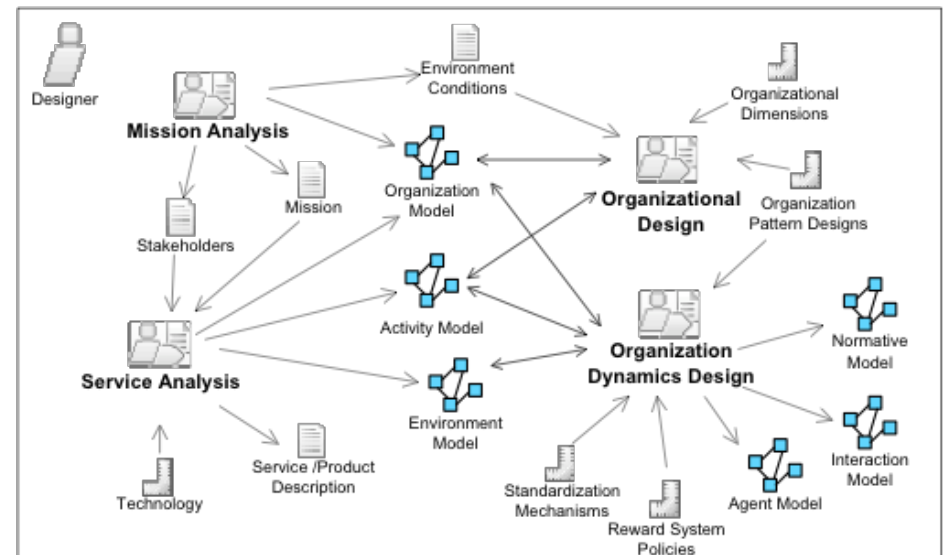 Designer
Mission Analysis
Environment
Conditions
Organizational
Dimensions
Organization
Model
Mission
Stakeholders
Organizational
Design
Organization
Pattern Designs
Activity Model
Service Analysis
Organization
Dynamics Design
Normative
Model
Environment
Model
Technology
Service /Product
Description
Standardization
Mechanisms
Reward System
Policies
Agent Model
Interaction
Model